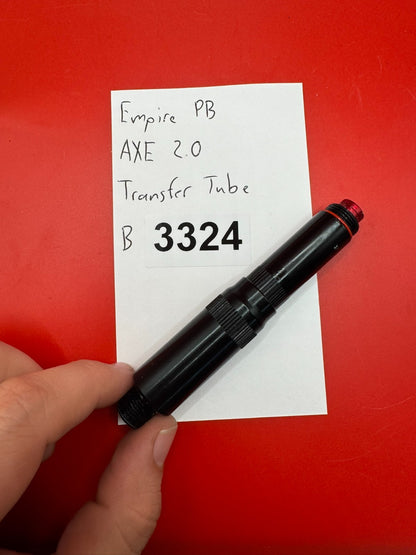 Empire PB
AXE 2.0
Transfer Tube
B 3324